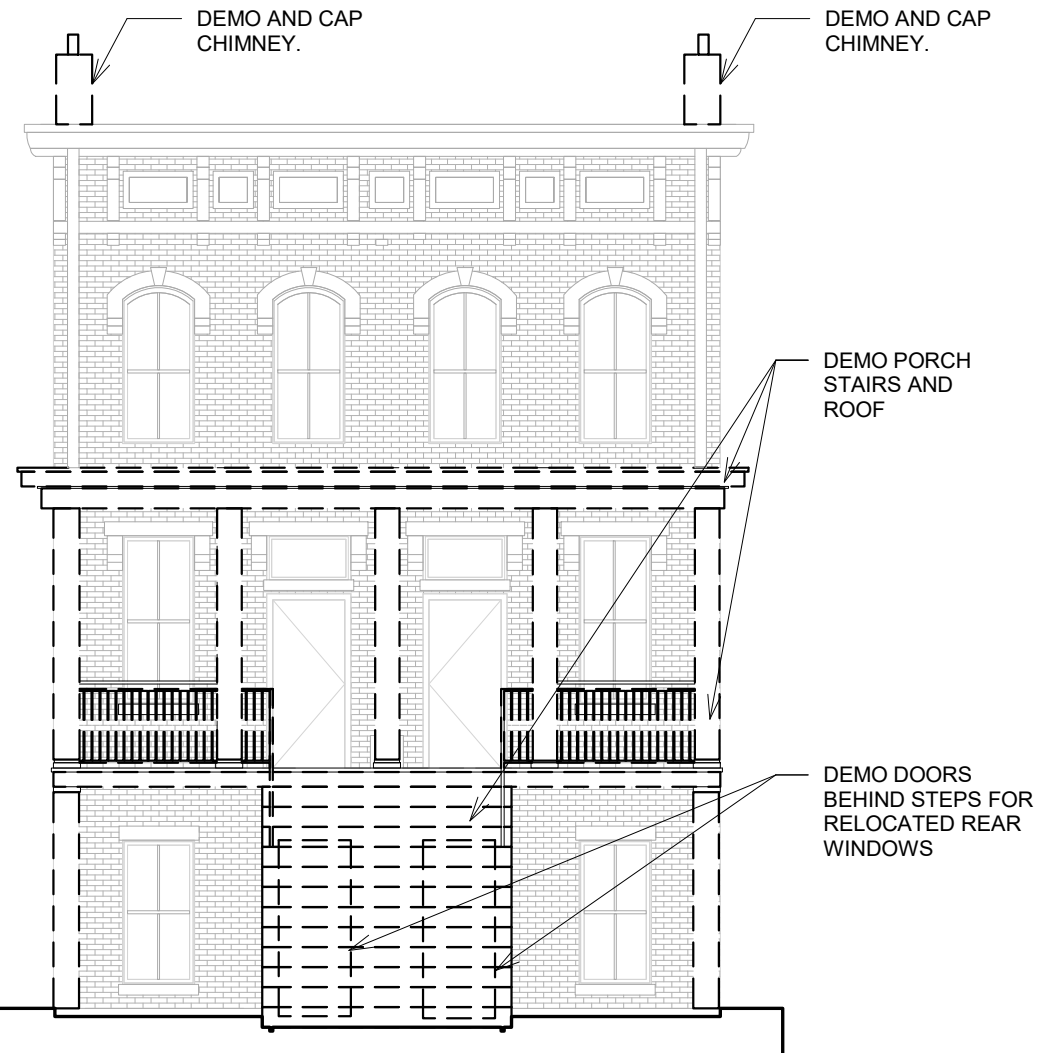 DEMO AND CAP
CHIMNEY.
DEMO AND CAP
CHIMNEY.
DEMO PORCH
STAIRS AND
ROOF
DEMO DOORS
BEHIND STEPS FOR
RELOCATED REAR
WINDOWS